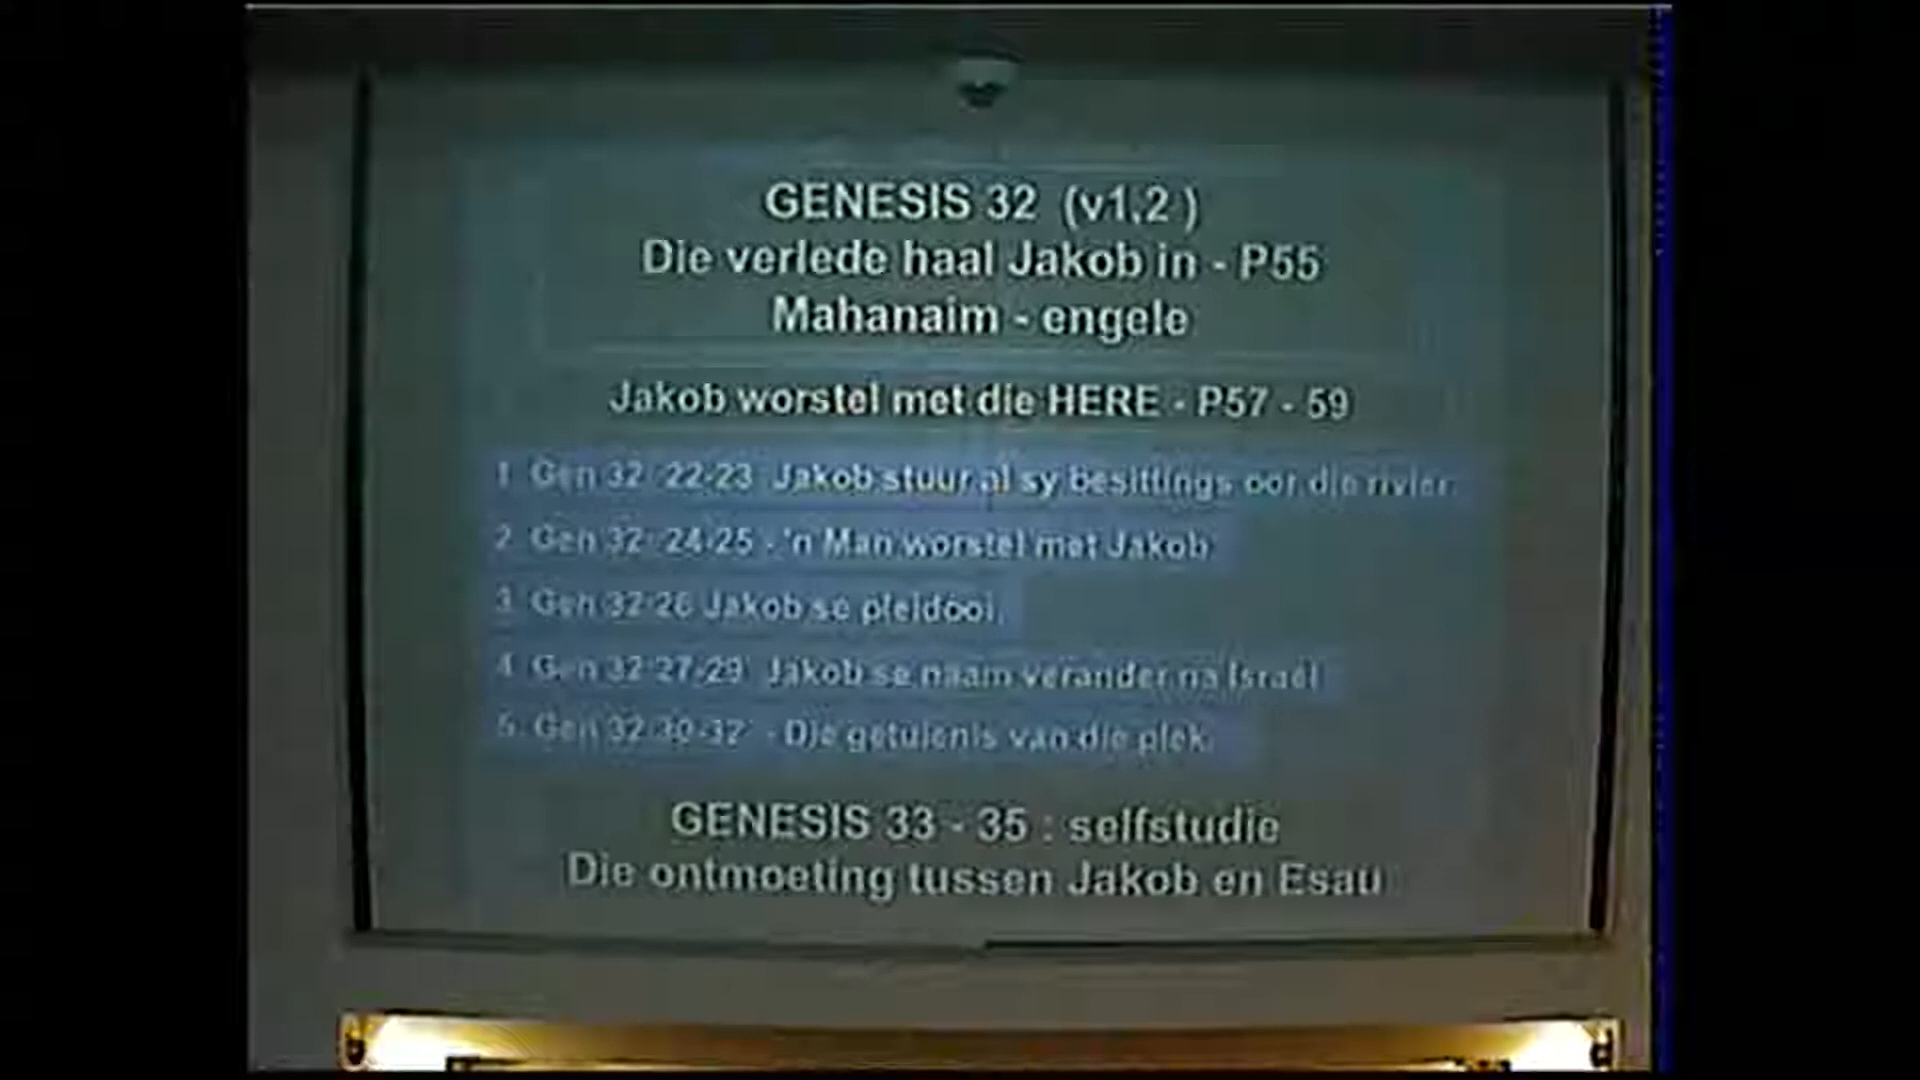 GENESIS 32 (v1,2 )
Die verlede haal Jakob in - P55
Mahanaim - engele
Jakob worstel met die HERE - P57 - 59
1. Gen 32: 22-23 Jakob stuur al sy besittings oor die rivier.
2. Gen 32: 24-25 - 'n Man worstel met Jakob
3. Gen 32:26 Jakob se pleidooi.
4. Gen 32:27-29 Jakob se naam verander na Israel
5. Gen 32:30-32 - Die getuienis van die plek.
GENESIS 33 - 35 : selfstudie
Die ontmoeting tussen Jakob en Esau